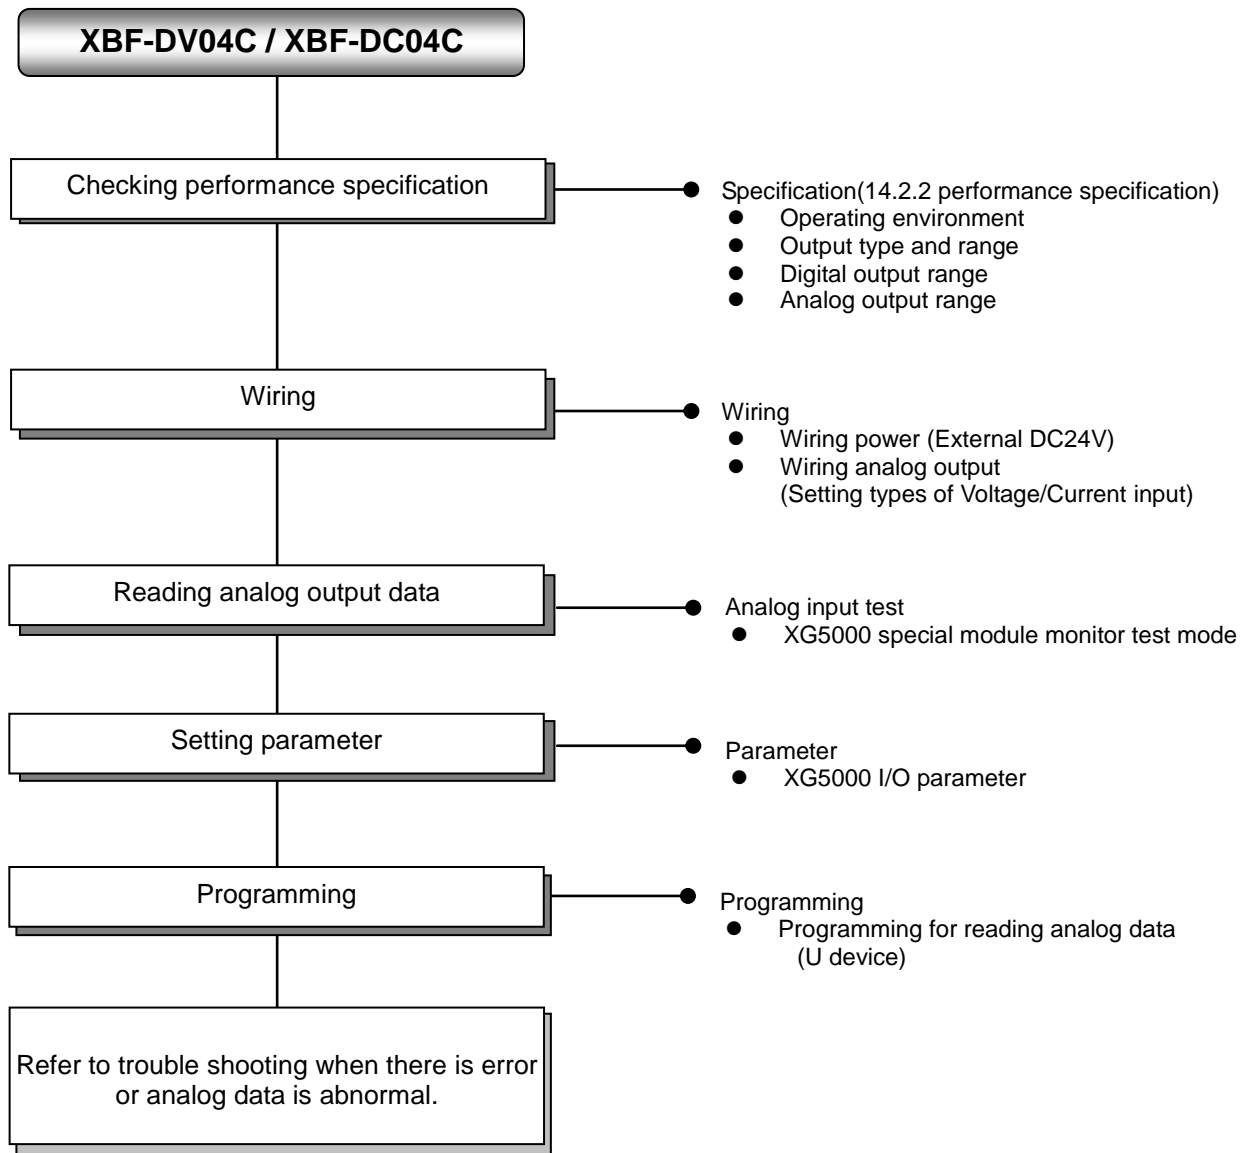 XBF-DV04C / XBF-DC04C
Checking performance specification
Specification(14.2.2 performance specification)
● Operating environment
● Output type and range
● Digital output range
● Analog output range
Wiring
Wiring
● Wiring power (External DC24V)
● Wiring analog output
(Setting types of Voltage/Current input)
Reading analog output data
Analog input test
● XG5000 special module monitor test mode
Setting parameter
Parameter
● XG5000 I/O parameter
Programming
Programming
● Programming for reading analog data
(U device)
Refer to trouble shooting when there is error
or analog data is abnormal.